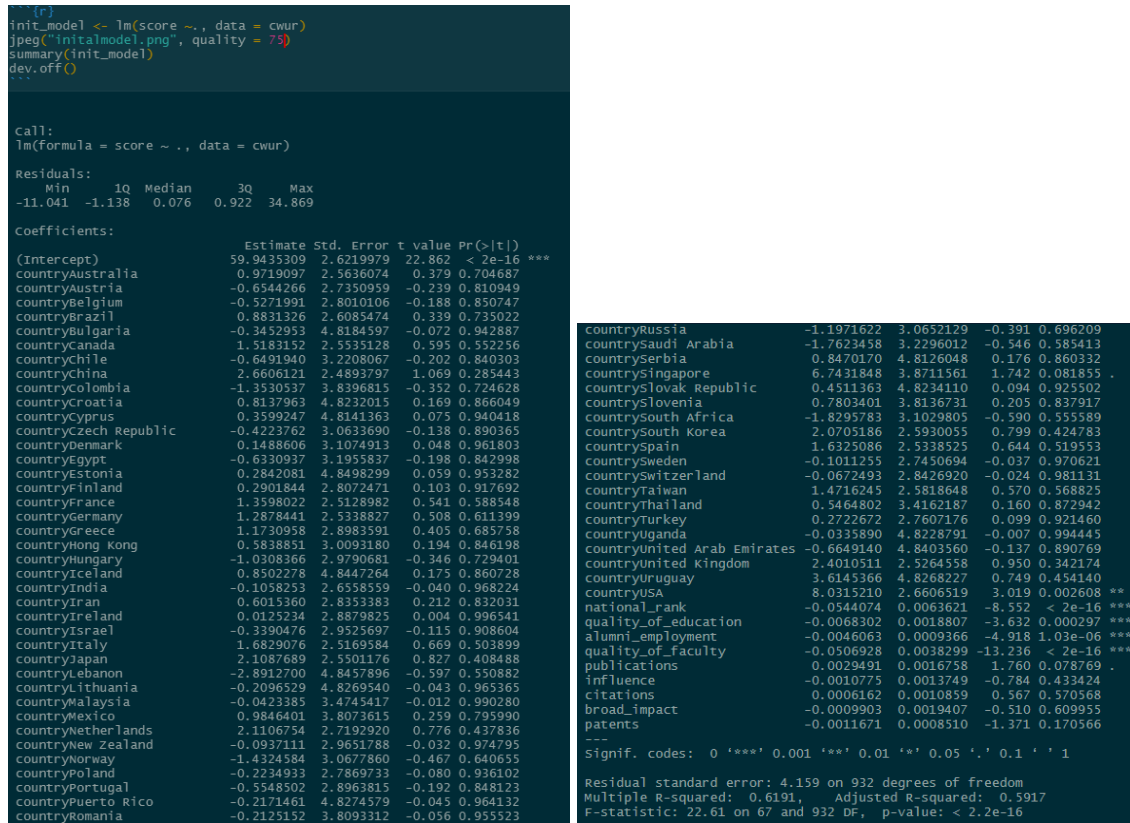 ```{r}
init_model <- lm(score ~., data = cwur)
jpeg("initalmodel.png", quality = 75)
summary(init_model)
dev.off()
```
Call:
lm(formula = score ~ ., data = cwur)
Residuals:
Min 1Q Median 3Q Max
-11.041 -1.138 0.076 0.922 34.869
Coefficients:
Estimate Std. Error t value Pr(>|t|)
(Intercept) 59.9435309 2.6219979 22.862 < 2e-16 ***
countryAustralia 0.9719097 2.5636074 0.379 0.704687
countryAustria -0.6544266 2.7350959 -0.239 0.810949
countryBelgium -0.5271991 2.8010106 -0.188 0.850747
countryBrazil 0.8831326 2.6085474 0.339 0.735022
countryBulgaria -0.3452953 4.8184597 -0.072 0.942887
countryCanada 1.5183152 2.5535128 0.595 0.552256
countryChile -0.6491940 3.2208067 -0.202 0.840303
countryChina 2.6606121 2.4893797 1.069 0.285443
countryColombia -1.3530537 3.8396815 -0.352 0.724628
countryCroatia 0.8137963 4.8232015 0.169 0.866049
countryCyprus 0.3599247 4.8141363 0.075 0.940418
countryCzech Republic -0.4223762 3.0633690 -0.138 0.890365
countryDenmark 0.1488606 3.1074913 0.048 0.961803
countryEgypt -0.6330937 3.1955837 -0.198 0.842998
countryEstonia 0.2842081 4.8498299 0.059 0.953282
countryFinland 0.2901844 2.8072471 0.103 0.917692
countryFrance 1.3598022 2.5128982 0.541 0.588548
countryGermany 1.2878441 2.5338827 0.508 0.611399
countryGreece 1.1730958 2.8983591 0.405 0.685758
countryHong Kong 0.5838851 3.0093180 0.194 0.846198
countryHungary -1.0308366 2.9790681 -0.346 0.729401
countryIceland 0.8502278 4.8447264 0.175 0.860728
countryIndia -0.1058253 2.6558559 -0.040 0.968224
countryIran 0.6015360 2.8353383 0.212 0.832031
countryIreland 0.0125234 2.8879825 0.004 0.996541
countryIsrael -0.3390476 2.9525697 -0.115 0.908604
countryItaly 1.6829076 2.5169584 0.669 0.503899
countryJapan 2.1087689 2.5501176 0.827 0.408488
countryLebanon -2.8912700 4.8457896 -0.597 0.550882
countryLithuania -0.2096529 4.8269540 -0.043 0.965365
countryMalaysia -0.0423385 3.4745417 -0.012 0.990280
countryMexico 0.9846401 3.8073615 0.259 0.795990
countryNetherlands 2.1106754 2.7192920 0.776 0.437836
countryNew Zealand -0.0937111 2.9651788 -0.032 0.974795
countryNorway -1.4324584 3.0677860 -0.467 0.640655
countryPoland -0.2234933 2.7869733 -0.080 0.936102
countryPortugal -0.5548502 2.8963815 -0.192 0.848123
countryPuerto Rico -0.2171461 4.8274579 -0.045 0.964132
countryRomania -0.2125152 3.8093312 -0.056 0.955523
countryRussia -1.1971622 3.0652129 -0.391 0.696209
countrySaudi Arabia -1.7623458 3.2296012 -0.546 0.585413
countrySerbia 0.8470170 4.8126048 0.176 0.860332
countrySingapore 6.7431848 3.8711561 1.742 0.081855 .
countrySlovak Republic 0.4511363 4.8234110 0.094 0.925502
countrySlovenia 0.7803401 3.8136731 0.205 0.837917
countrySouth Africa -1.8295783 3.1029805 -0.590 0.555589
countrySouth Korea 2.0705186 2.5930055 0.799 0.424783
countrySpain 1.6325086 2.5338525 0.644 0.519553
countrySweden -0.1011255 2.7450694 -0.037 0.970621
countrySwitzerland -0.0672493 2.8426920 -0.024 0.981131
countryTaiwan 1.4716245 2.5818648 0.570 0.568825
countryThailand 0.5464802 3.4162187 0.160 0.872942
countryTurkey 0.2722672 2.7607176 0.099 0.921460
countryUganda -0.0335890 4.8228791 -0.007 0.994445
countryUnited Arab Emirates -0.6649140 4.8403560 -0.137 0.890769
countryUnited Kingdom 2.4010511 2.5264558 0.950 0.342174
countryUruguay 3.6145366 4.8268227 0.749 0.454140
countryUSA 8.0315210 2.6606519 3.019 0.002608 **
national_rank -0.0544074 0.0063621 -8.552 < 2e-16 ***
quality_of_education -0.0068302 0.0018807 -3.632 0.000297 ***
alumni_employment -0.0046063 0.0009366 -4.918 1.03e-06 ***
quality_of_faculty -0.0506928 0.0038299 -13.236 < 2e-16 ***
publications 0.0029491 0.0016758 1.760 0.078769 .
influence -0.0010775 0.0013749 -0.784 0.433424
citations 0.0006162 0.0010859 0.567 0.570568
broad_impact -0.0009903 0.0019407 -0.510 0.609955
patents -0.0011671 0.0008510 -1.371 0.170566
---
Signif. codes: 0 ‘***’ 0.001 ‘**’ 0.01 ‘*’ 0.05 ‘.’ 0.1 ‘ ’ 1
Residual standard error: 4.159 on 932 degrees of freedom
Multiple R-squared: 0.6191, Adjusted R-squared: 0.5917
F-statistic: 22.61 on 67 and 932 DF, p-value: < 2.2e-16